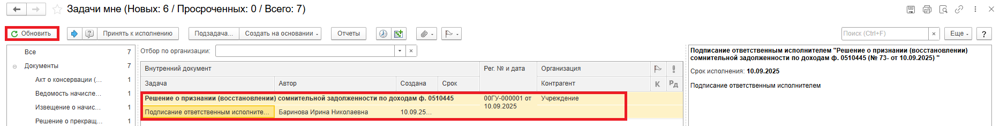 Задачи мне (Новых: 6 / Просроченных: 0 / Всего: 7)
Обновить
Принять к исполнению
Подзадача...
Создать на основании
Отчеты
Поиск (Ctrl+F)
×
Еще
?
Все 7
Документы 7
Акт о консервации (... 1
Ведомость начисле... 1
Извещение о начис... 1
Решение о прекращ... 1
Отбор по организации:
Внутренний документ
Рег. № и дата
Организация
Задача
Автор
Создана
Срок
Контрагент
К
Рд
Решение о признании (восстановлении) сомнительной задолженности по доходам ф. 0510445
00ГУ-000001 от
10.09.2025
Учреждение
Подписание ответственным исполните...
Баринова Ирина Николаевна
10.09.25...
Подписание ответственным исполнителем "Решение о признании (восстановлении)
сомнительной задолженности по доходам ф. 0510445 (№ 73- от 10.09.2025) "
Срок исполнения: 10.09.2025
Подписание ответственным исполнителем